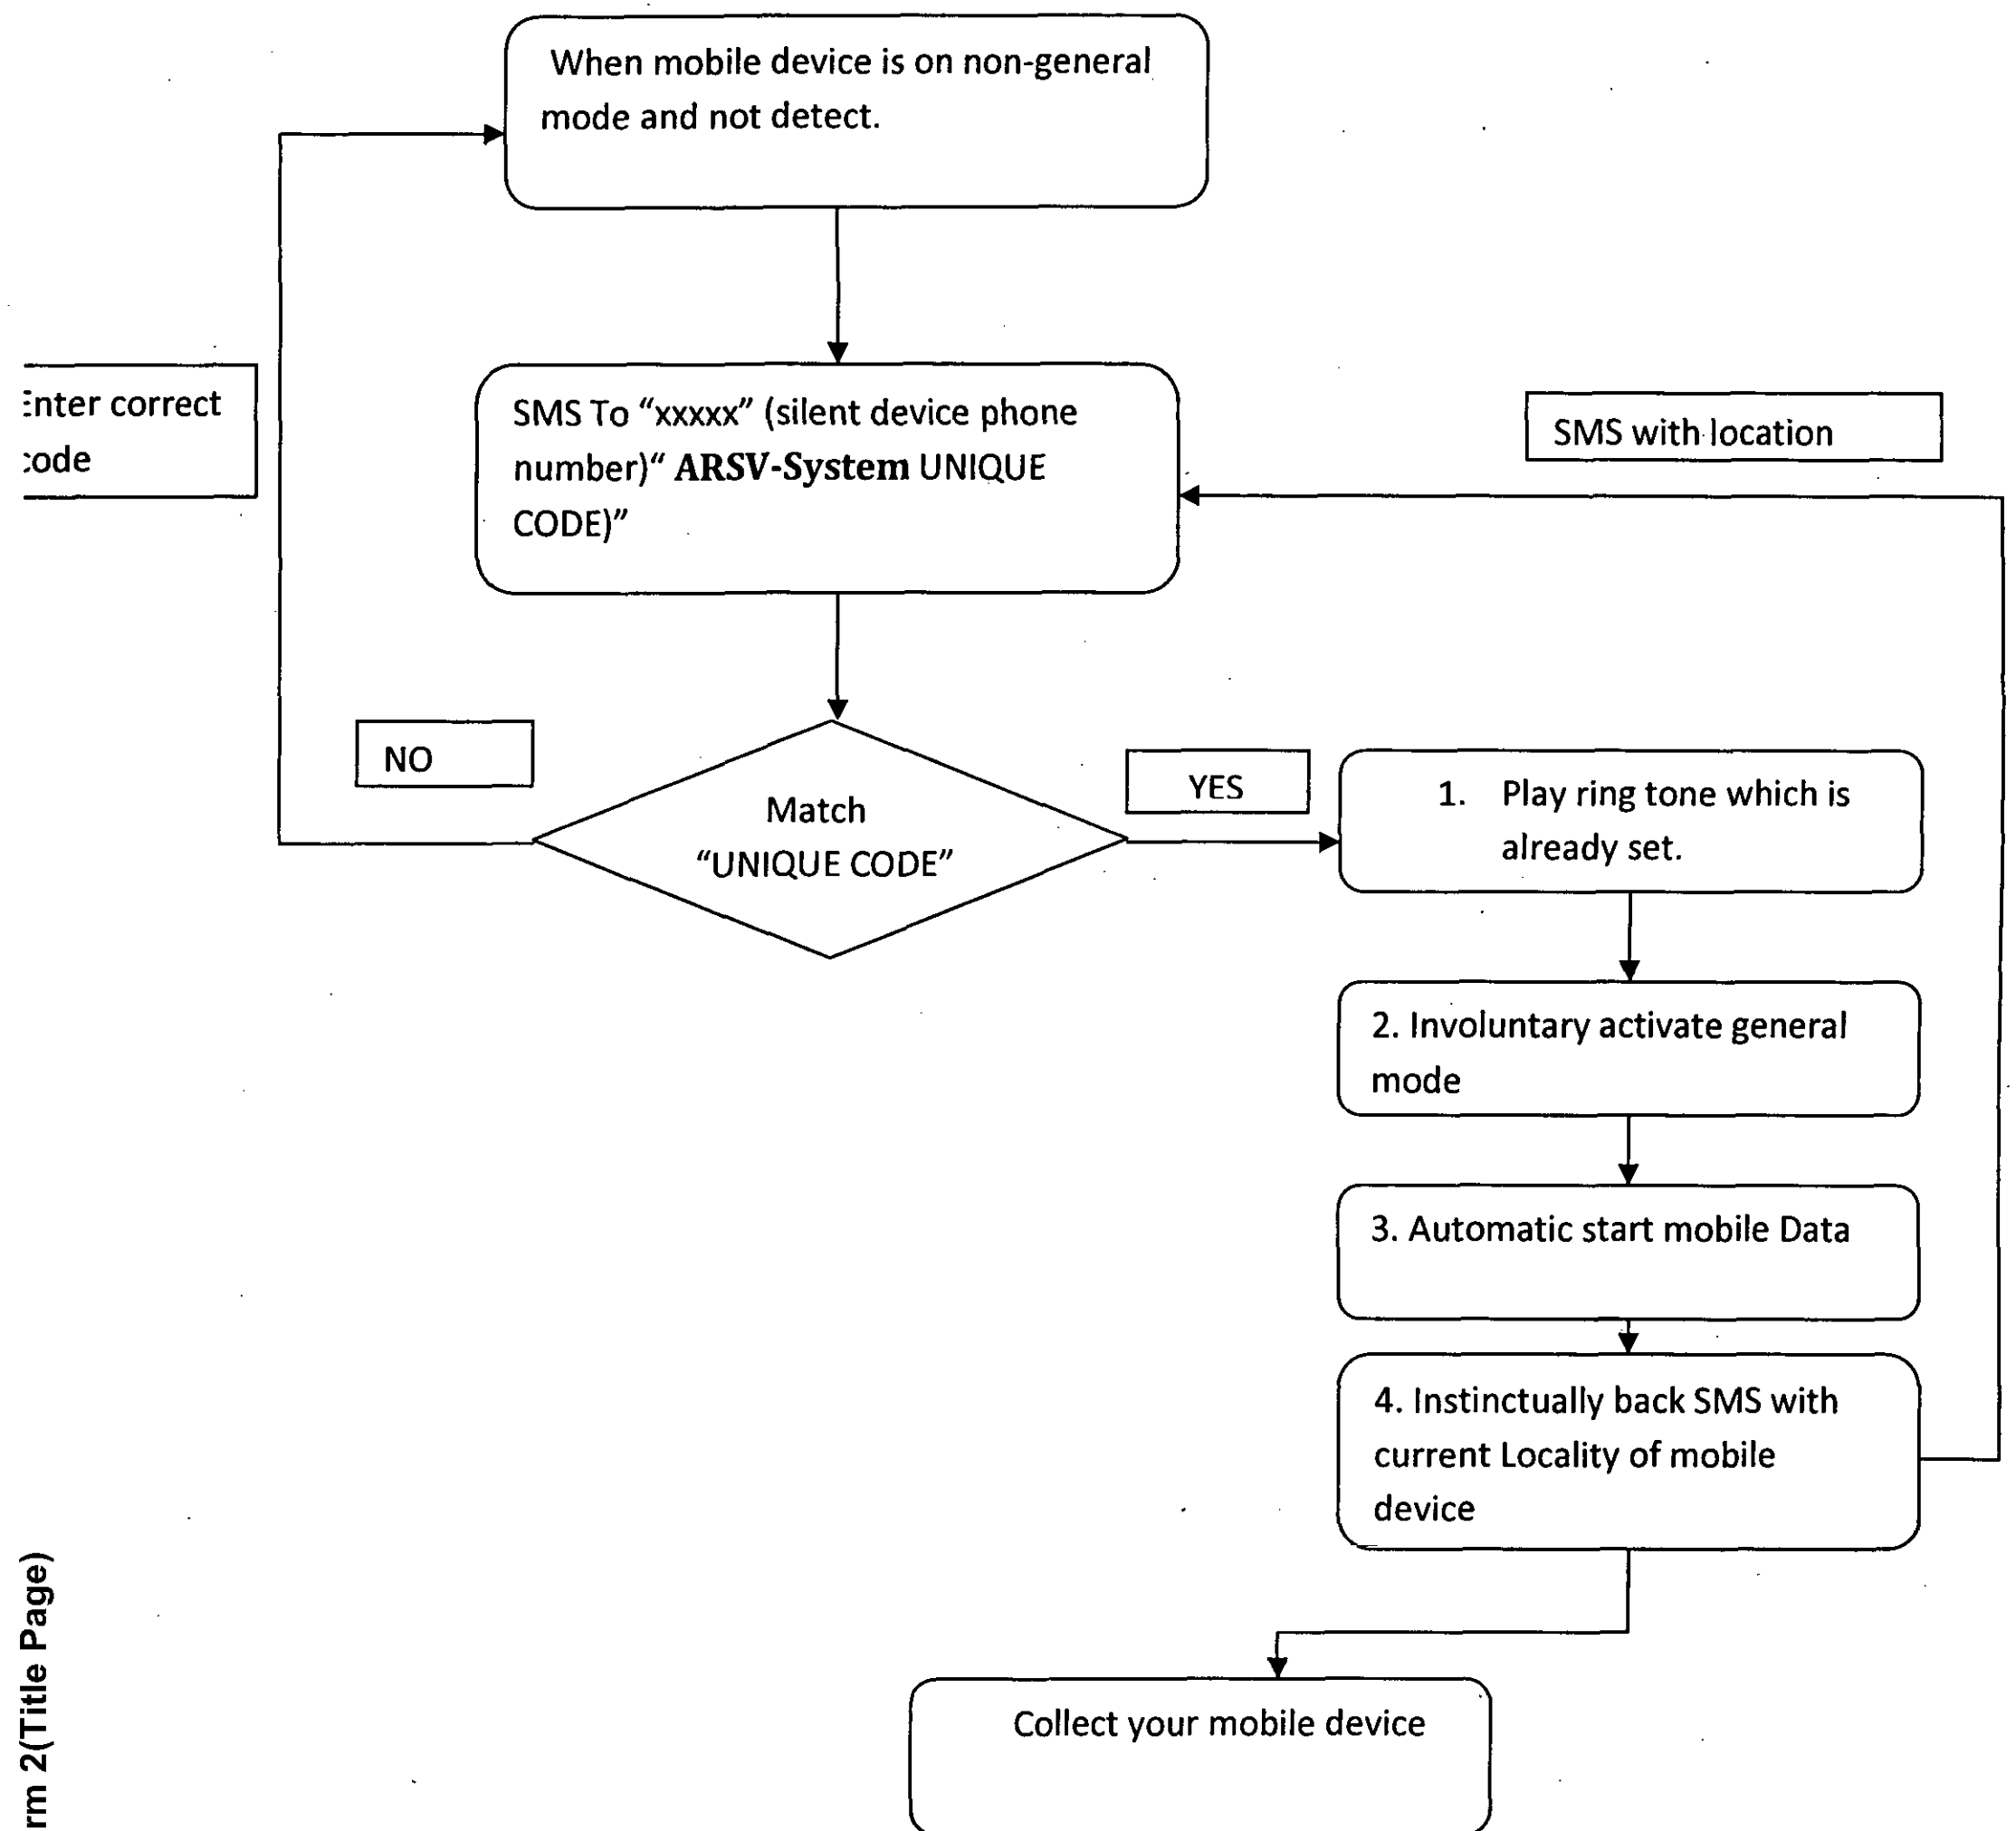 When mobile device is on non-general
mode and not detect.
Enter correct
code
SMS To “xxxxx” (silent device phone
number)“ ARSV-System UNIQUE
CODE)”
SMS with location
NO
Match
“UNIQUE CODE”
YES
1. Play ring tone which is
already set.
2. Involuntary activate general
mode
3. Automatic start mobile Data
4. Instinctually back SMS with
current Locality of mobile
device
Collect your mobile device
rm 2(Title Page)